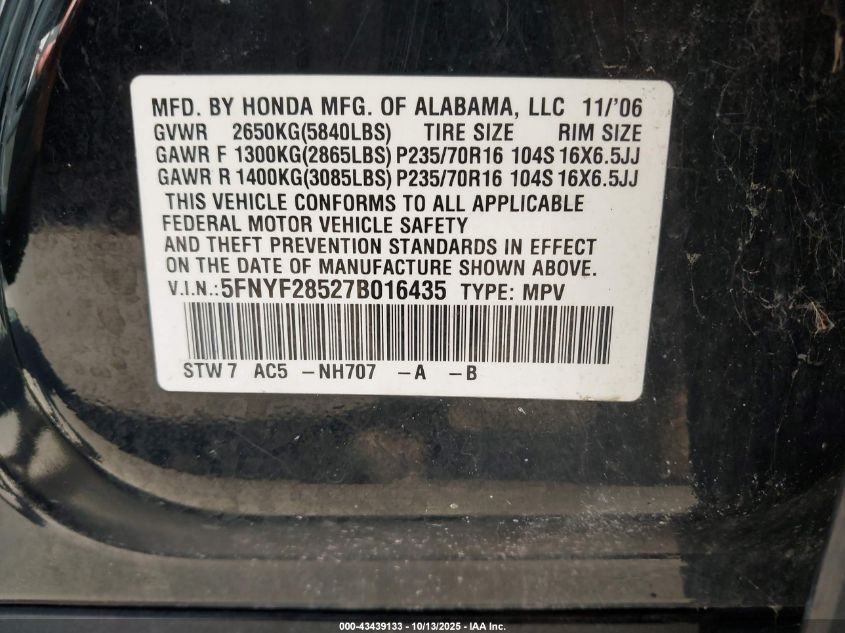 MFD. BY HONDA MFG. OF ALABAMA, LLC 11/'06
GVWR 2650KG(5840LBS) TIRE SIZE RIM SIZE
GAWR F 1300KG(2865LBS) P235/70R16 104S 16X6.5JJ
GAWR R 1400KG(3085LBS) P235/70R16 104S 16X6.5JJ
THIS VEHICLE CONFORMS TO ALL APPLICABLE
FEDERAL MOTOR VEHICLE SAFETY
AND THEFT PREVENTION STANDARDS IN EFFECT
ON THE DATE OF MANUFACTURE SHOWN ABOVE.
V.I.N.: 5FNYF28527B016435 TYPE: MPV
STW7 AC5 -NH707 -A -B
000-43439133 - 10/13/2025 - IAA Inc.